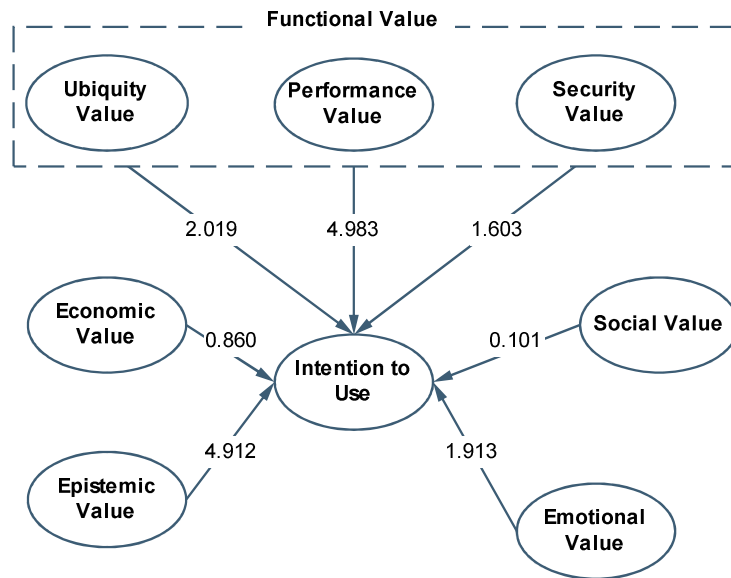 Functional Value
Ubiquity
Value
Performance
Value
Security
Value
2.019
4.983
1.603
Economic
Value
0.860
Intention to
Use
0.101
Social Value
Epistemic
Value
4.912
1.913
Emotional
Value